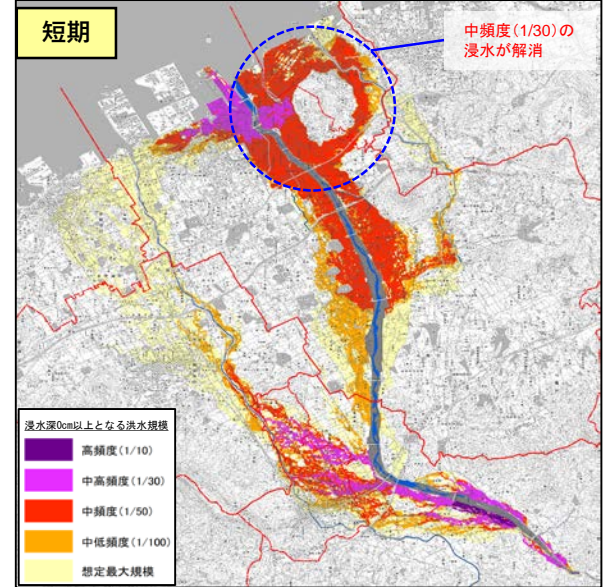 短期
中頻度(1/30)の
浸水が解消
浸水深0cm以上となる洪水規模
高頻度(1/10)
中高頻度(1/30)
中頻度(1/50)
中低頻度(1/100)
想定最大規模